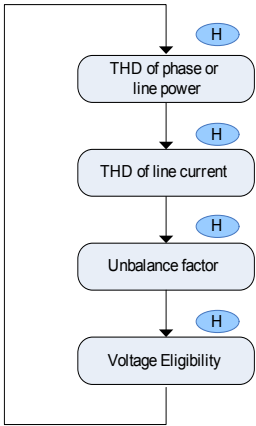 H
THD of phase or
line power
H
THD of line current
H
Unbalance factor
H
Voltage Eligibility